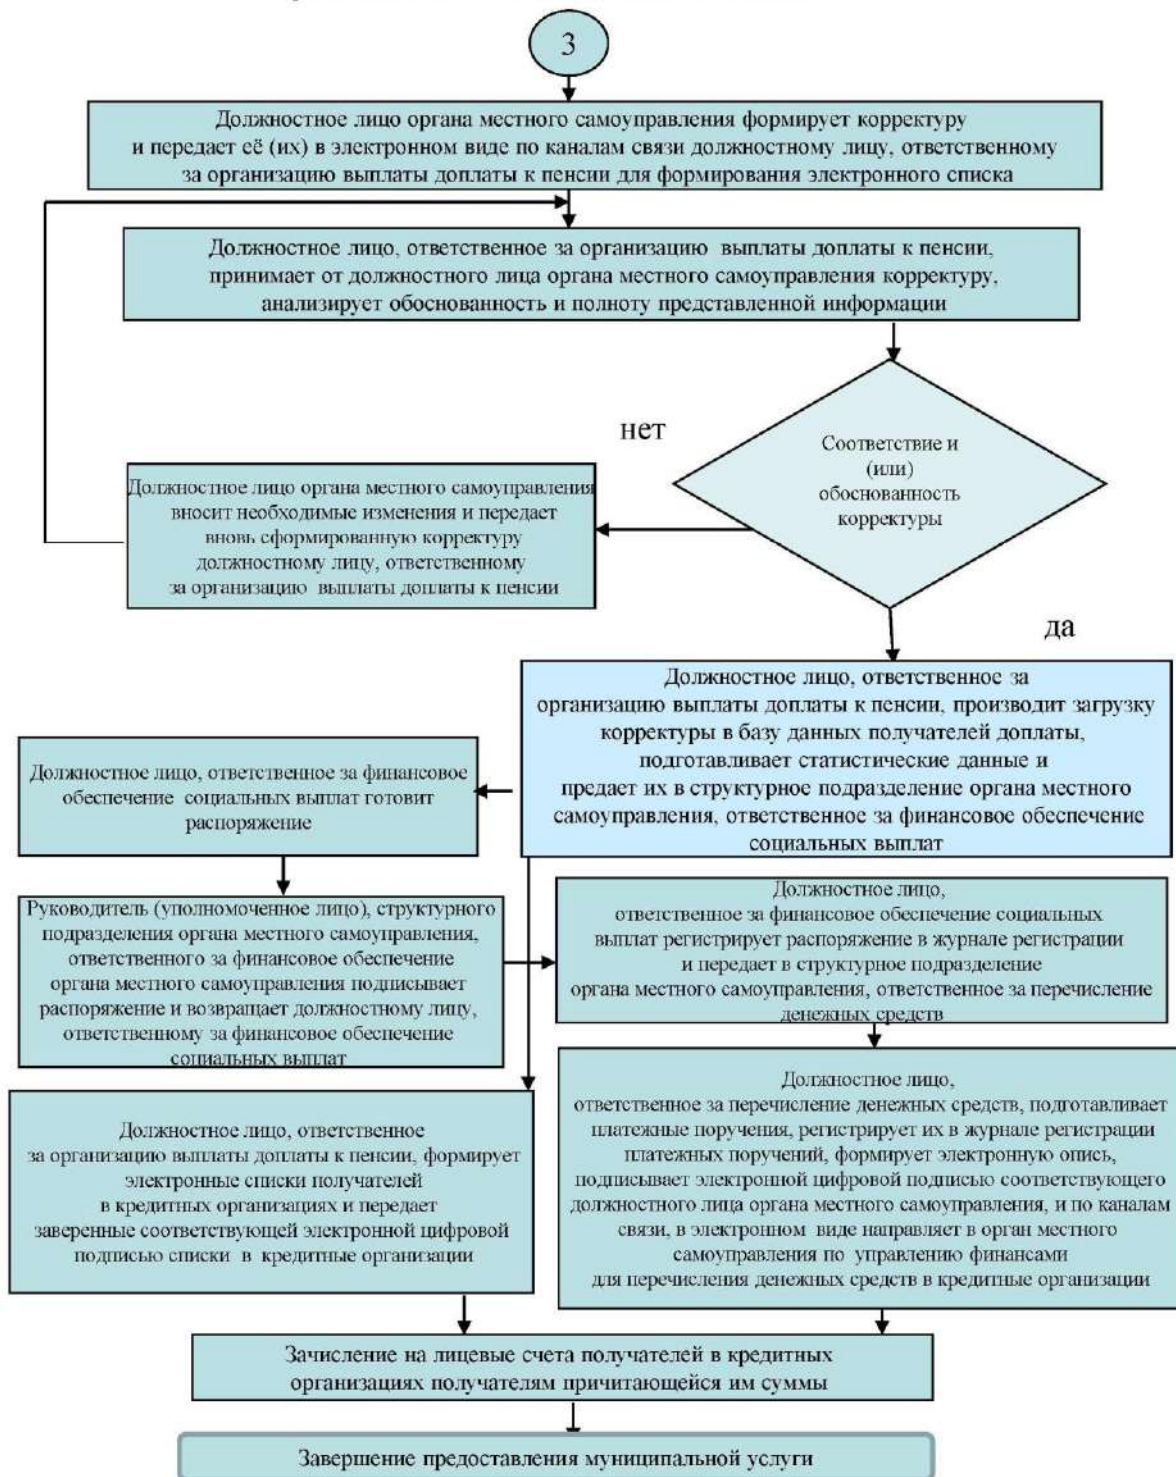 3
Должностное лицо органа местного самоуправления формирует корректуру
и передает её (их) в электронном виде по каналам связи должностному лицу, ответственному
за организацию выплаты доплаты к пенсии для формирования электронного списка
Должностное лицо, ответственное за организацию выплаты доплаты к пенсии,
принимает от должностного лица органа местного самоуправления корректуру,
анализирует обоснованность и полноту представленной информации
нет
Соответствие и
(или)
обоснованность
корректуры
Должностное лицо органа местного самоуправления
вносит необходимые изменения и передает
вновь сформированную корректуру
должностному лицу, ответственному
за организацию выплаты доплаты к пенсии
да
Должностное лицо, ответственное за
организацию выплаты доплаты к пенсии, производит загрузку
корректуры в базу данных получателей доплаты,
подготавливает статистические данные и
предает их в структурное подразделение органа местного
самоуправления, ответственное за финансовое обеспечение
социальных выплат
Должностное лицо, ответственное за финансовое
обеспечение социальных выплат готовит
распоряжение
Руководитель (уполномоченное лицо), структурного
подразделения органа местного самоуправления,
ответственного за финансовое обеспечение
органа местного самоуправления подписывает
распоряжение и возвращает должностному лицу,
ответственному за финансовое обеспечение
социальных выплат
Должностное лицо,
ответственное за финансовое обеспечение социальных
выплат регистрирует распоряжение в журнале регистрации
и передает в структурное подразделение
органа местного самоуправления, ответственное за перечисление
денежных средств
Должностное лицо, ответственное
за организацию выплаты доплаты к пенсии, формирует
электронные списки получателей
в кредитных организациях и передает
заверенные соответствующей электронной цифровой
подписью списки в кредитные организации
Должностное лицо,
ответственное за перечисление денежных средств, подготавливает
платежные поручения, регистрирует их в журнале регистрации
платежных поручений, формирует электронную опись,
подписывает электронной цифровой подписью соответствующего
должностного лица органа местного самоуправления, и по каналам
связи, в электронном виде направляет в орган местного
самоуправления по управлению финансами
для перечисления денежных средств в кредитные организации
Зачисление на лицевые счета получателей в кредитных
организациях получателям причитающейся им суммы
Завершение предоставления муниципальной услуги